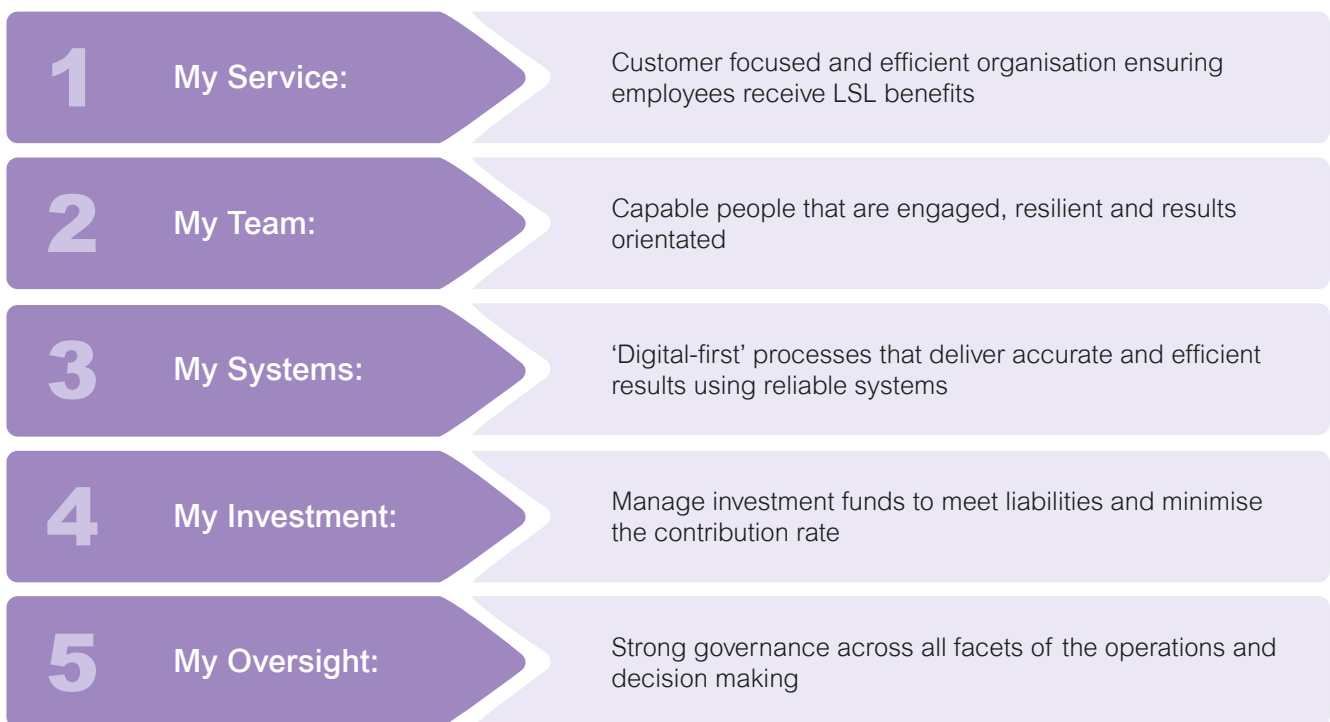 1
My Service:
Customer focused and efficient organisation ensuring
employees receive LSL benefits
2
My Team:
Capable people that are engaged, resilient and results
orientated
3
My Systems:
‘Digital-first’ processes that deliver accurate and efficient
results using reliable systems
4
My Investment:
Manage investment funds to meet liabilities and minimise
the contribution rate
5
My Oversight:
Strong governance across all facets of the operations and
decision making